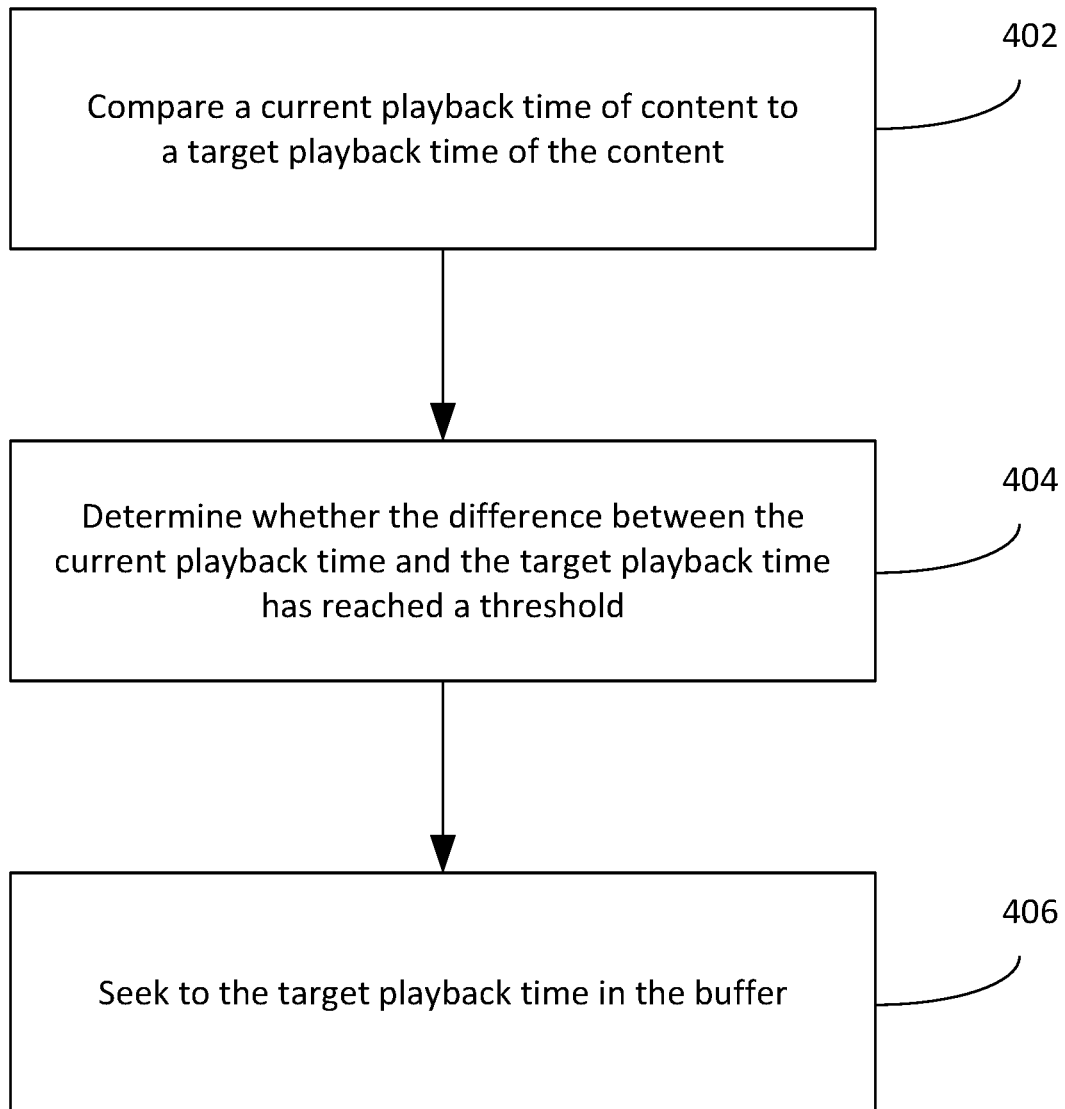 402
Compare a current playback time of content to
a target playback time of the content
404
Determine whether the difference between the
current playback time and the target playback time
has reached a threshold
406
Seek to the target playback time in the buffer